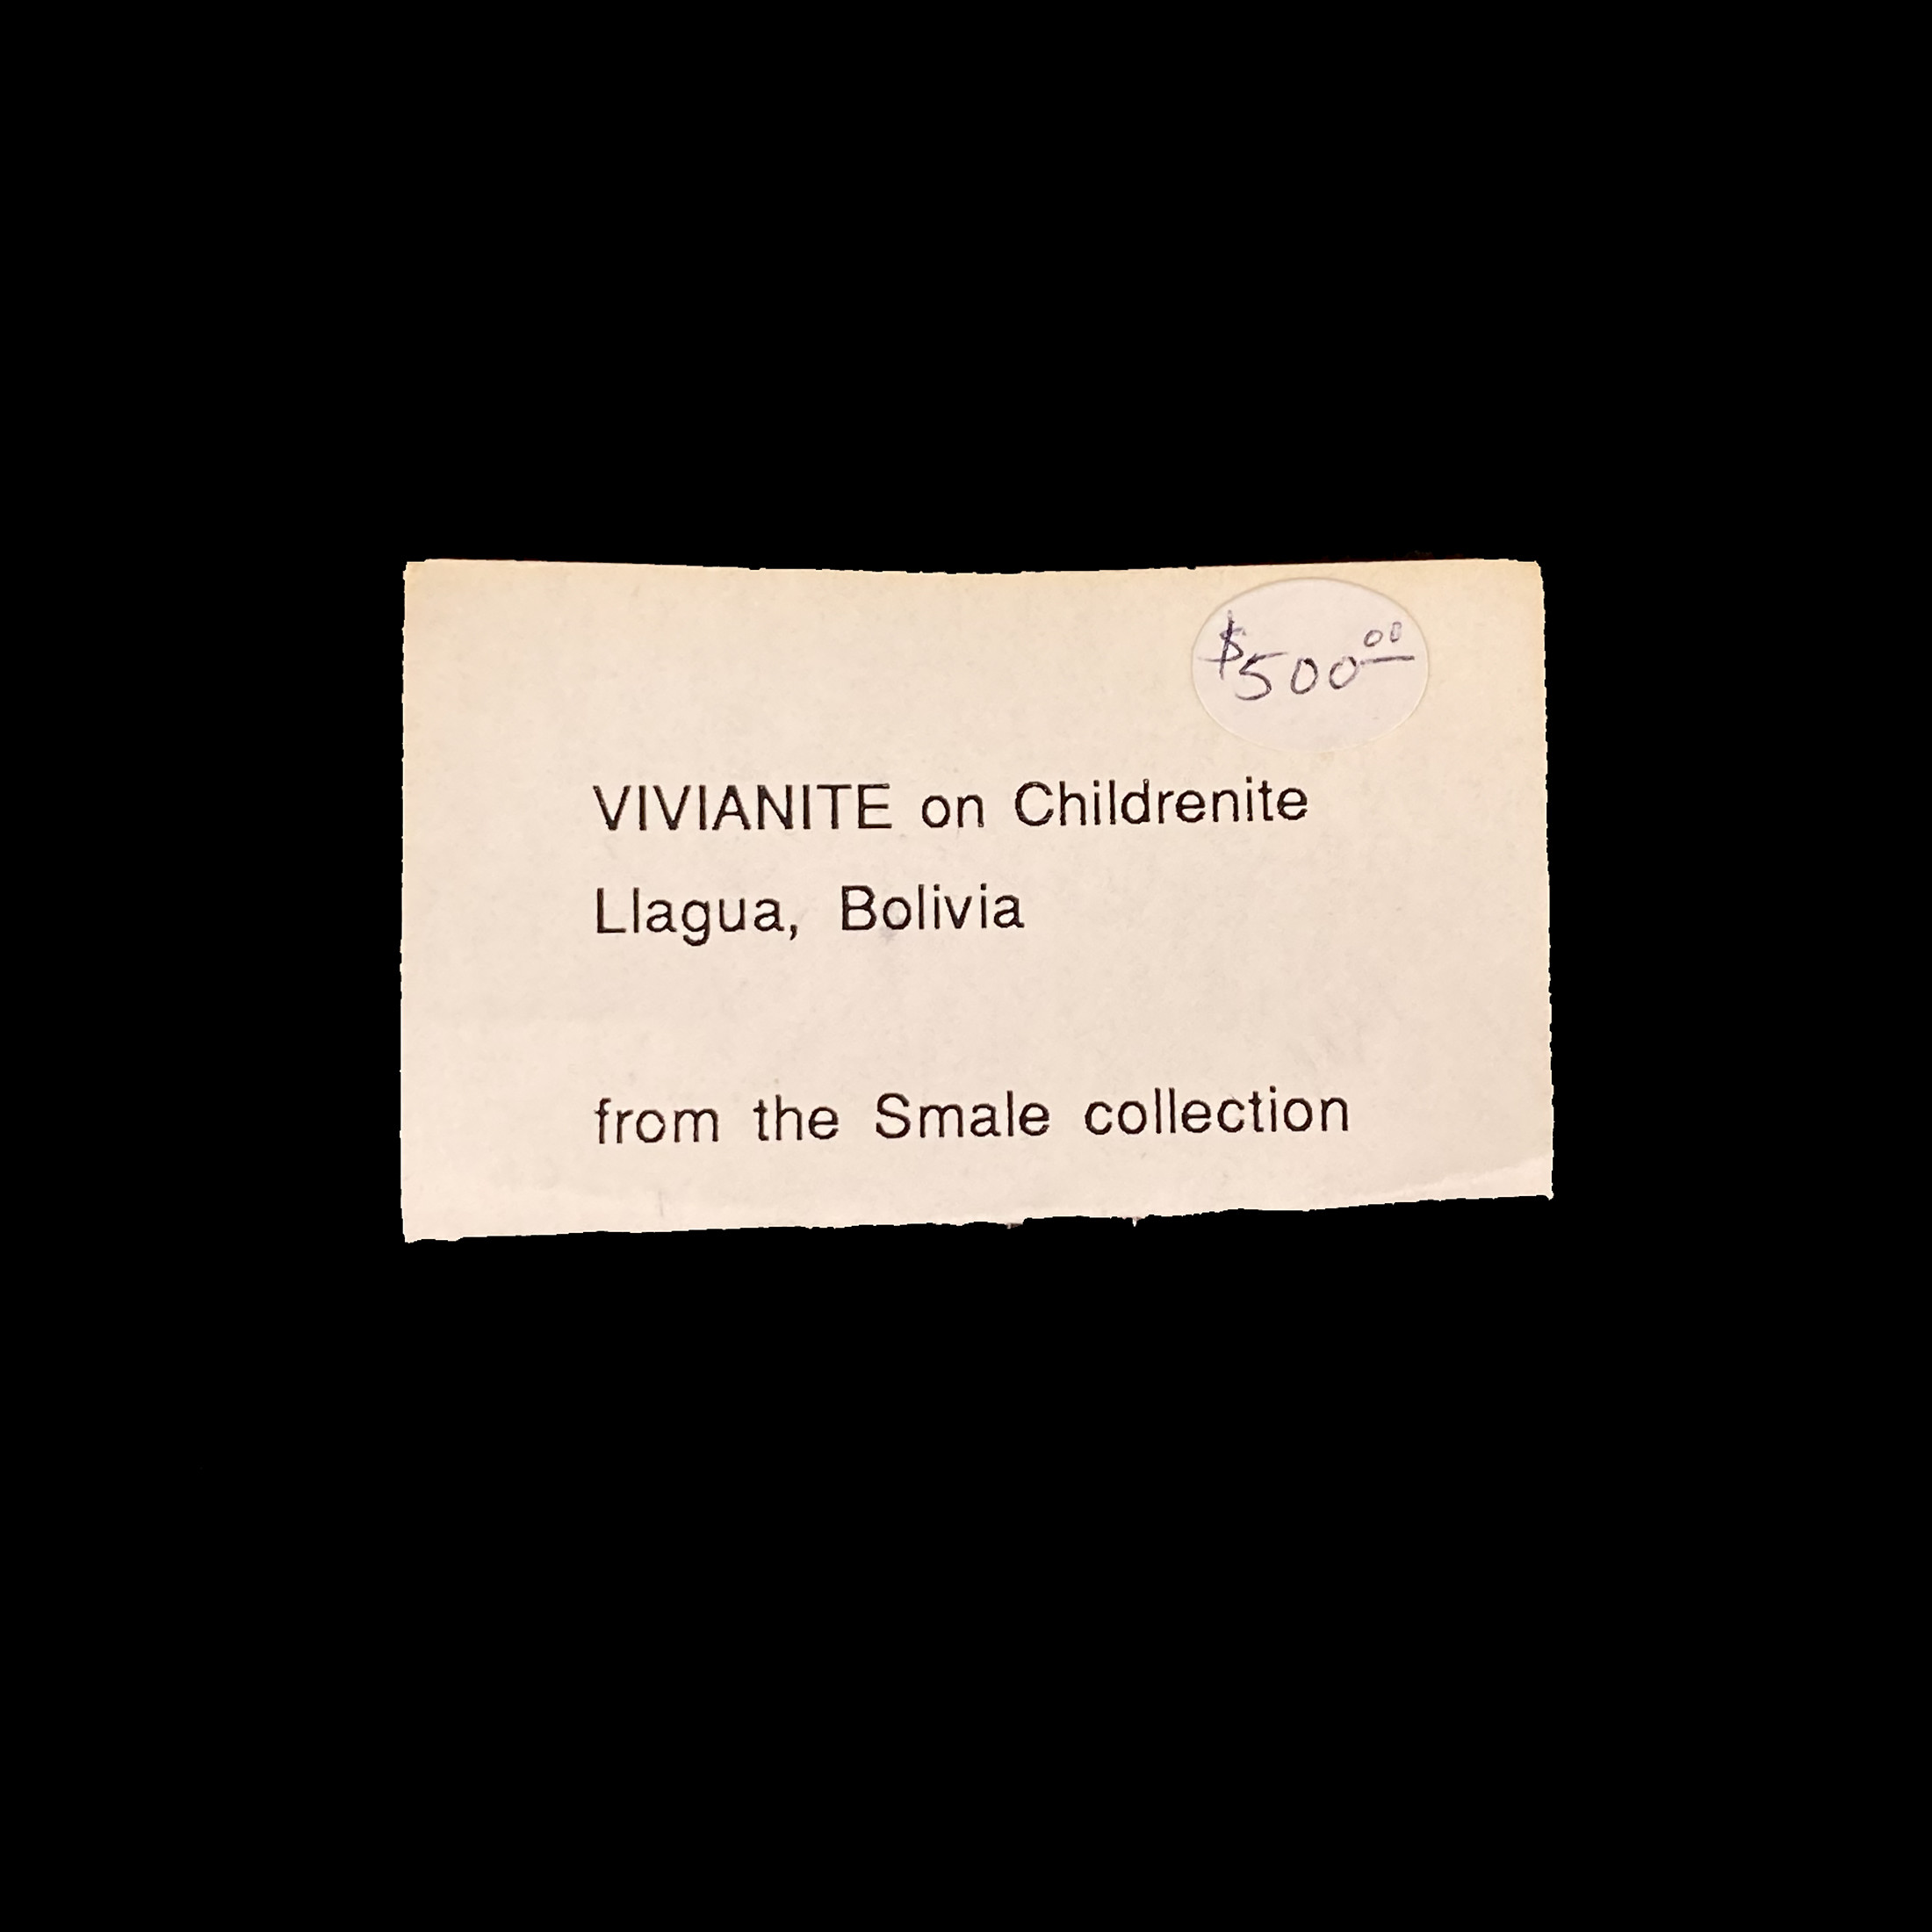 $500.00
VIVIANITE on Childrenite
Llagua, Bolivia
from the Smale collection